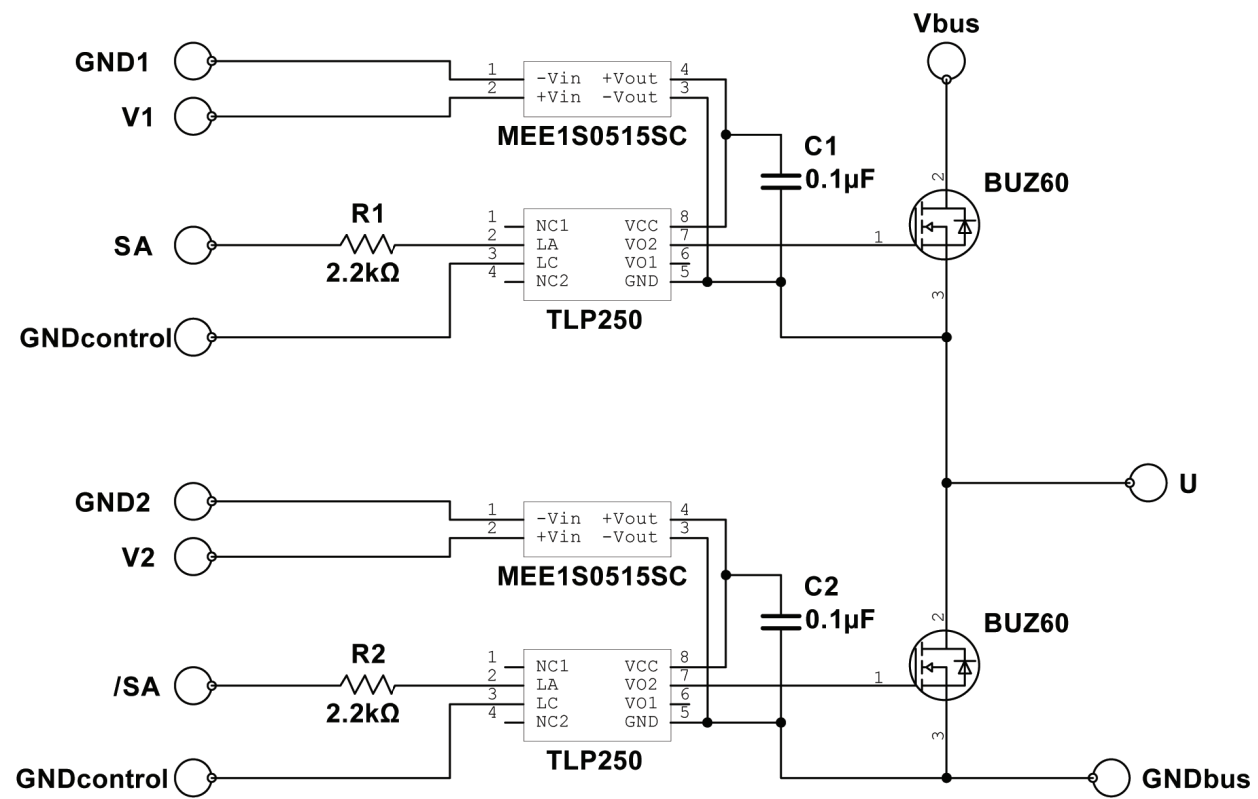 Vbus
GND1
1
-Vin +Vout
4
2
+Vin -Vout
3
V1
MEE1S0515SC
C1
0.1µF
2
BUZ60
R1
1
NC1
VCC
8
SA
2
LA
VO2
7
1
2.2kΩ
3
LC
VO1
6
4
NC2
GND
5
3
TLP250
GNDcontrol
U
GND2
1
-Vin +Vout
4
2
+Vin -Vout
3
V2
MEE1S0515SC
C2
0.1µF
2
BUZ60
R2
1
NC1
VCC
8
/SA
2
LA
VO2
7
1
2.2kΩ
3
LC
VO1
6
4
NC2
GND
5
3
TLP250
GNDcontrol
GNDbus